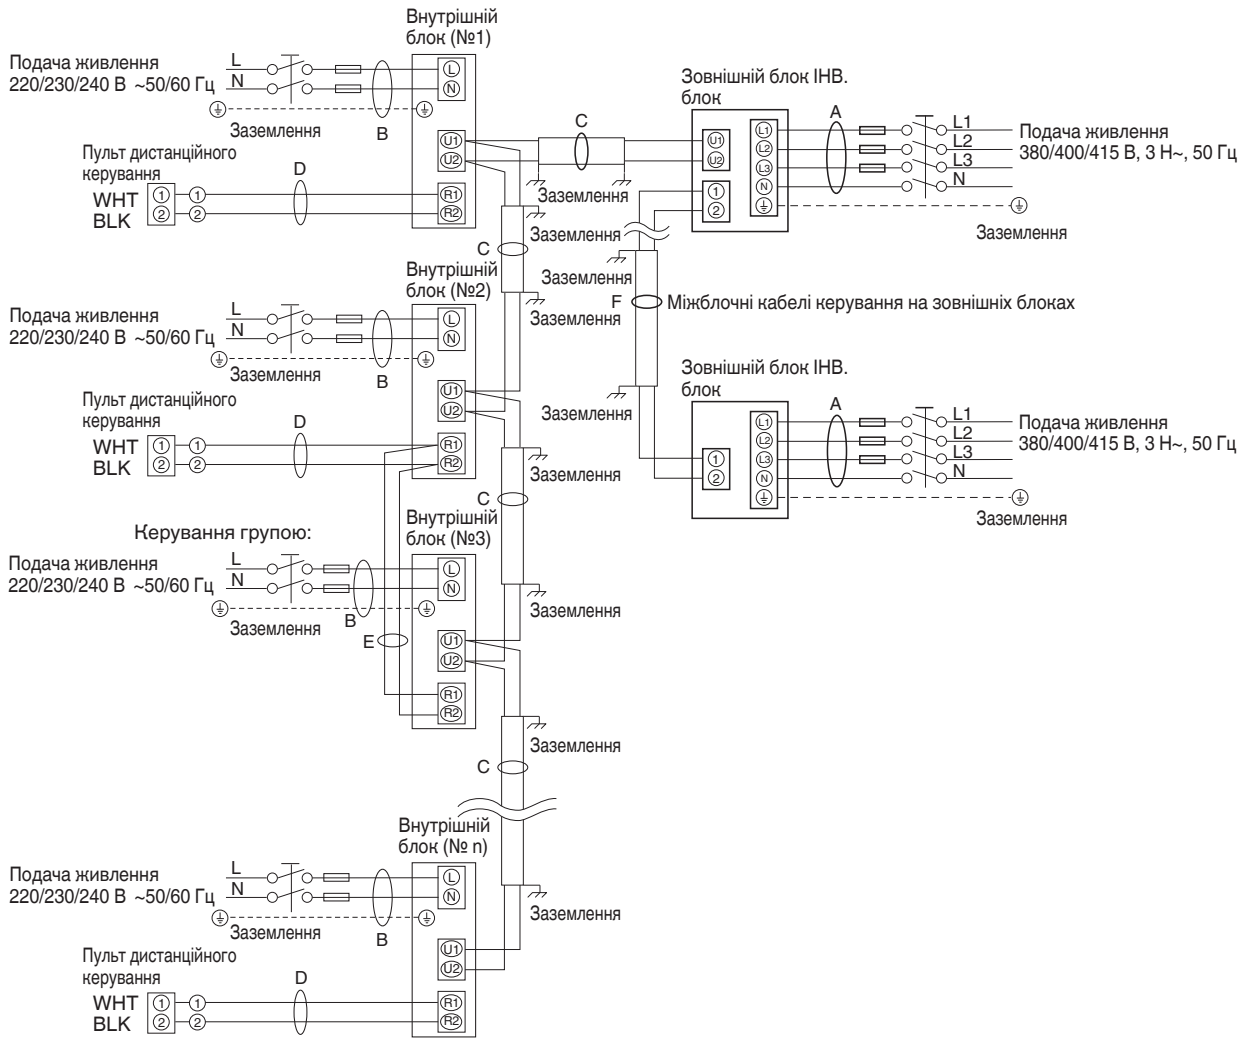 Внутрішній
блок (№1)
Подача живлення
220/230/240 В ~50/60 Гц
L
N
Заземлення
B
L
N
U1
U2
R1
R2
Пульт дистанційного
керування
WHT
BLK
1
2
1
2
D
C
Заземлення
Заземлення
C
Заземлення
Зовнішній блок ІНВ.
блок
U1
U2
1
2
L1
L2
L3
N
A
L1
L2
L3
N
Подача живлення
380/400/415 В, 3 Н~, 50 Гц
Заземлення
Заземлення
F
Міжблочні кабелі керування на зовнішніх блоках
Заземлення
Внутрішній
блок (№2)
Подача живлення
220/230/240 В ~50/60 Гц
L
N
Заземлення
B
L
N
U1
U2
R1
R2
Пульт дистанційного
керування
WHT
BLK
1
2
1
2
D
Заземлення
C
Заземлення
Зовнішній блок ІНВ.
блок
1
2
L1
L2
L3
N
A
L1
L2
L3
N
Подача живлення
380/400/415 В, 3 Н~, 50 Гц
Заземлення
Керування групою:
Внутрішній
блок (№3)
Подача живлення
220/230/240 В ~50/60 Гц
L
N
Заземлення
B
E
L
N
U1
U2
R1
R2
Заземлення
C
Внутрішній
блок (№ n)
Подача живлення
220/230/240 В ~50/60 Гц
L
N
Заземлення
B
L
N
U1
U2
R1
R2
Заземлення
Пульт дистанційного
керування
WHT
BLK
1
2
1
2
D